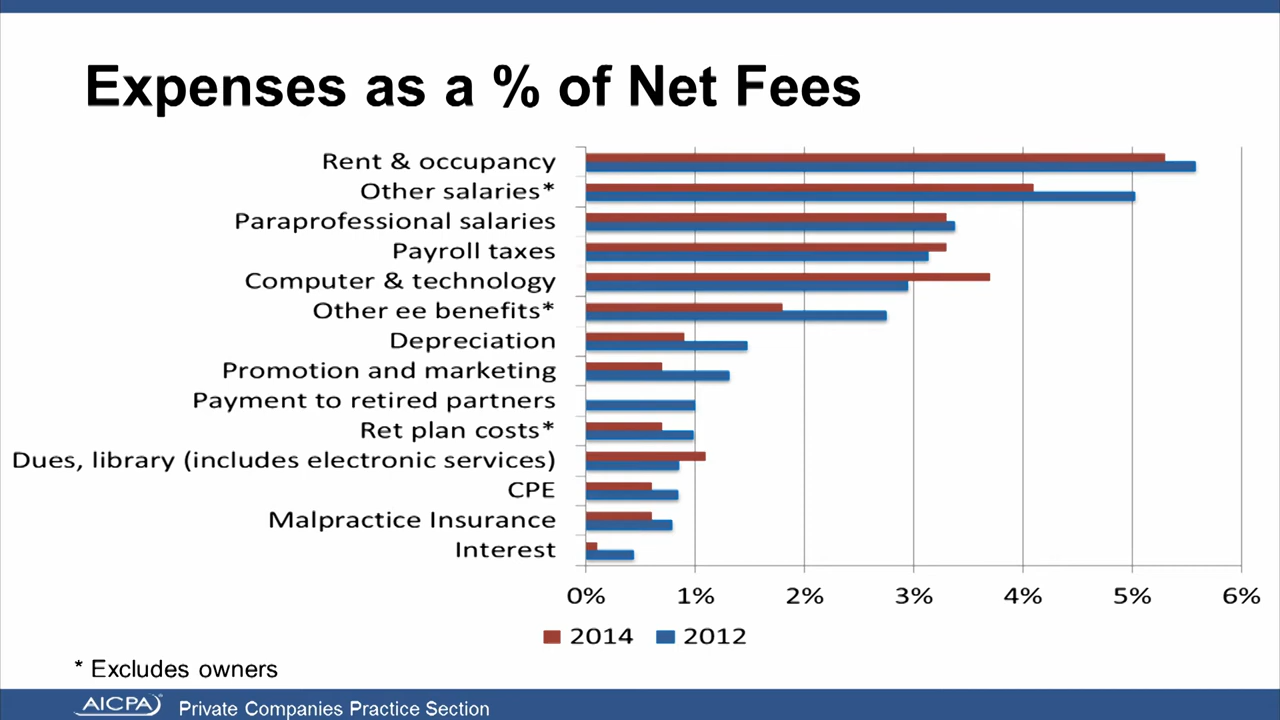 Expenses as a % of Net Fees
Rent & occupancy
Other salaries*
Paraprofessional salaries
Payroll taxes
Computer & technology
Other ee benefits*
Depreciation
Promotion and marketing
Payment to retired partners
Ret plan costs*
Dues, library (includes electronic services)
CPE
Malpractice Insurance
Interest
0% 1% 2% 3% 4% 5% 6%
2014 2012
* Excludes owners
AICPA® Private Companies Practice Section